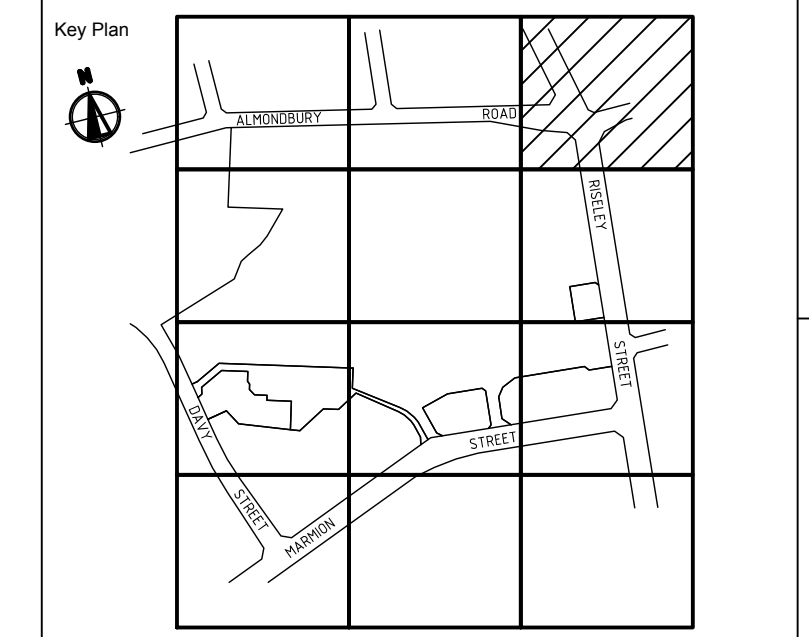 Key Plan
N
ALMONDBURY ROAD
RISELEY
STREET
DAVY
STREET
MARMION
STREET